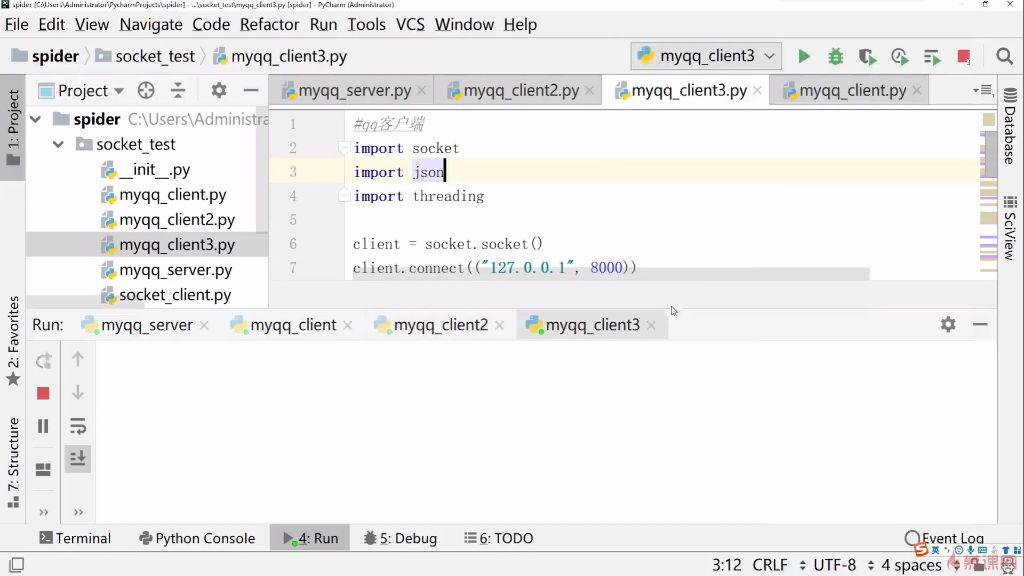 spider [C:\Users\Administrator\PycharmProjects\spider] - ...\socket_test\myqq_client3.py [spider] - PyCharm (Administrator)
File Edit View Navigate Code Refactor Run Tools VCS Window Help
spider socket_test myqq_client3.py myqq_client3
1: Project
Project
myqq_server.py myqq_client2.py myqq_client3.py myqq_client.py
spider C:\Users\Administra
socket_test
__init__.py
myqq_client.py
myqq_client2.py
myqq_client3.py
myqq_server.py
socket_client.py
1 #qq客户端
2 import socket
3 import json
4 import threading
5
6 client = socket.socket()
7 client.connect(("127.0.0.1", 8000))
Database
SciView
Run: myqq_server myqq_client myqq_client2 myqq_client3
2: Favorites
7: Structure
Terminal Python Console 4: Run 5: Debug 6: TODO Event Log
英
3:12 CRLF UTF-8 4 spaces
慕课网